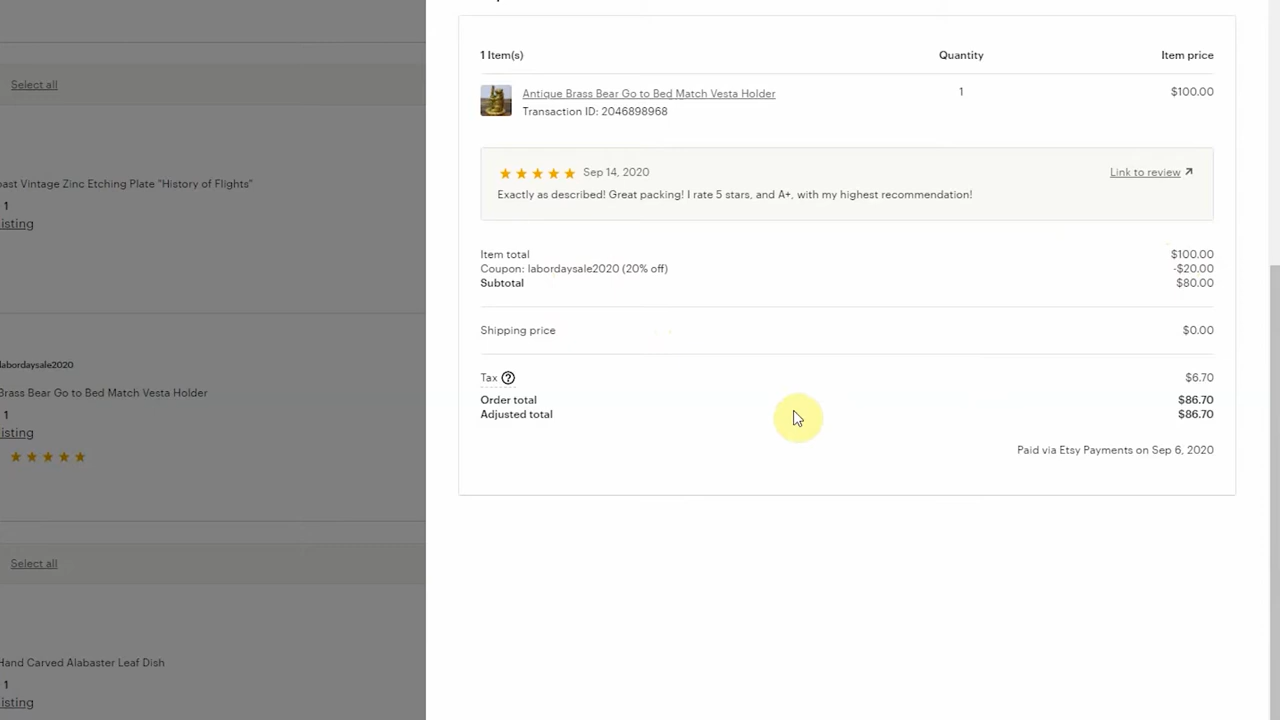 1 Item(s) Quantity Item price
Select all
Antique Brass Bear Go to Bed Match Vesta Holder 1 $100.00
Transaction ID: 2046898968
Sep 14, 2020 Link to review
ast Vintage Zinc Etching Plate "History of Flights"
Exactly as described! Great packing! I rate 5 stars, and A+, with my highest recommendation!
1
isting
Item total $100.00
Coupon: labordaysale2020 (20% off) -$20.00
Subtotal $80.00
Shipping price $0.00
labordaysale2020
Tax ? $6.70
Brass Bear Go to Bed Match Vesta Holder
Order total $86.70
Adjusted total $86.70
1
isting
Paid via Etsy Payments on Sep 6, 2020
Select all
Hand Carved Alabaster Leaf Dish
1
isting